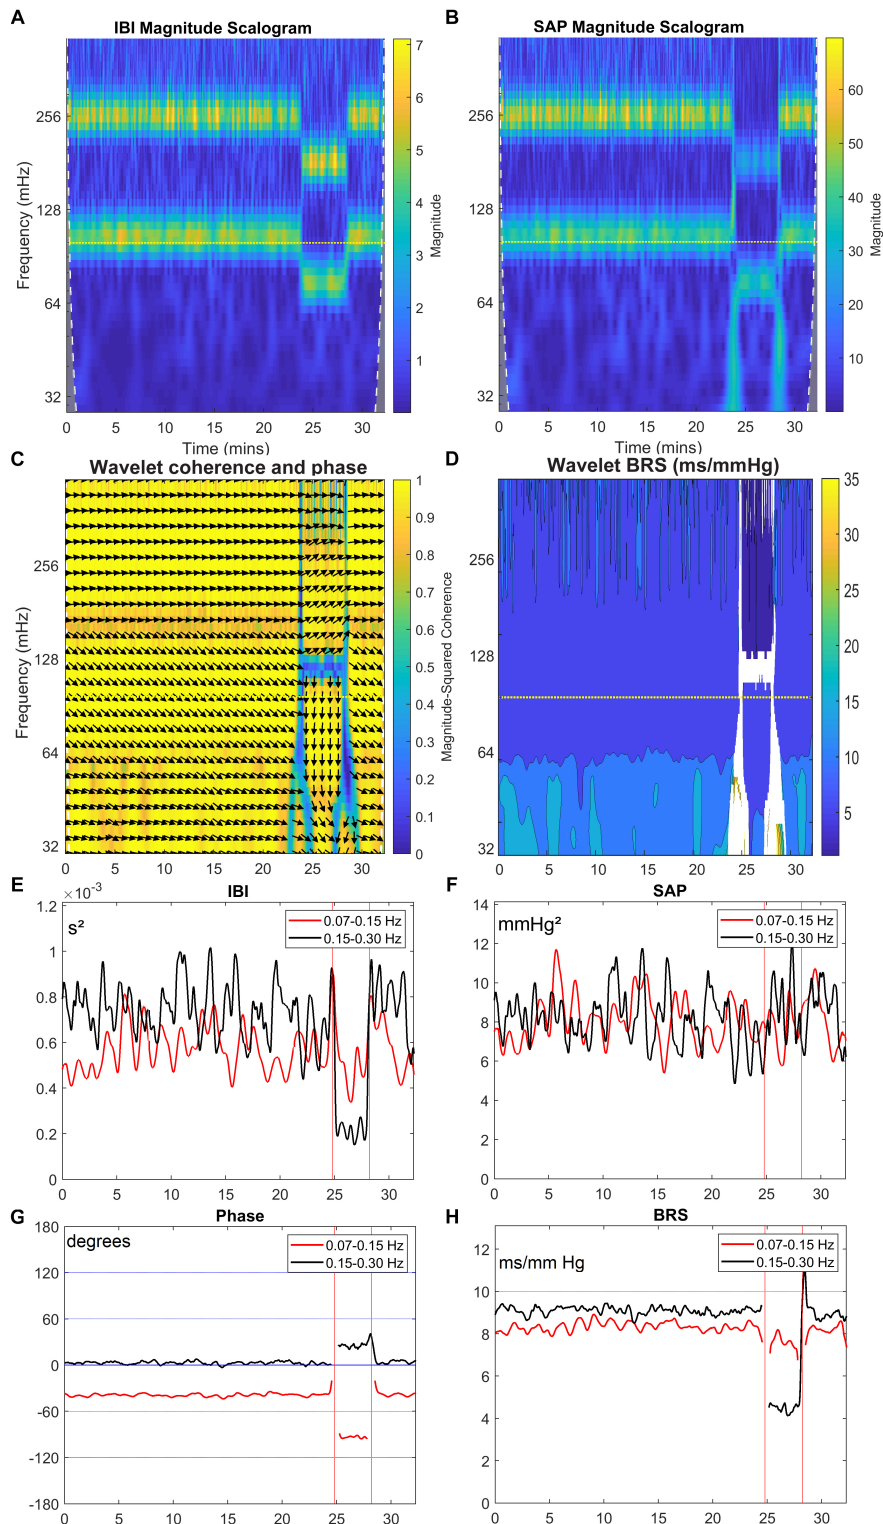 A
IBI Magnitude Scalogram
256
128
64
32
Frequency (mHz)
0 5 10 15 20 25 30
Time (mins)
7
6
5
4
3
2
1
Magnitude
B
SAP Magnitude Scalogram
256
128
64
32
0 5 10 15 20 25 30
Time (mins)
60
50
40
30
20
10
Magnitude
C
Wavelet coherence and phase
256
128
64
32
Frequency (mHz)
0 5 10 15 20 25 30
1
0.9
0.8
0.7
0.6
0.5
0.4
0.3
0.2
0.1
0
Magnitude-Squared Coherence
D
Wavelet BRS (ms/mmHg)
256
128
64
32
0 5 10 15 20 25 30
35
30
25
20
15
10
5
E
IBI
×10⁻³
s²
0.07-0.15 Hz
0.15-0.30 Hz
1.2
1
0.8
0.6
0.4
0.2
0
0 5 10 15 20 25 30
F
SAP
mmHg²
0.07-0.15 Hz
0.15-0.30 Hz
14
12
10
8
6
4
2
0
0 5 10 15 20 25 30
G
Phase
degrees
0.07-0.15 Hz
0.15-0.30 Hz
180
120
60
0
-60
-120
-180
0 5 10 15 20 25 30
H
BRS
ms/mm Hg
0.07-0.15 Hz
0.15-0.30 Hz
12
10
8
6
4
2
0
0 5 10 15 20 25 30